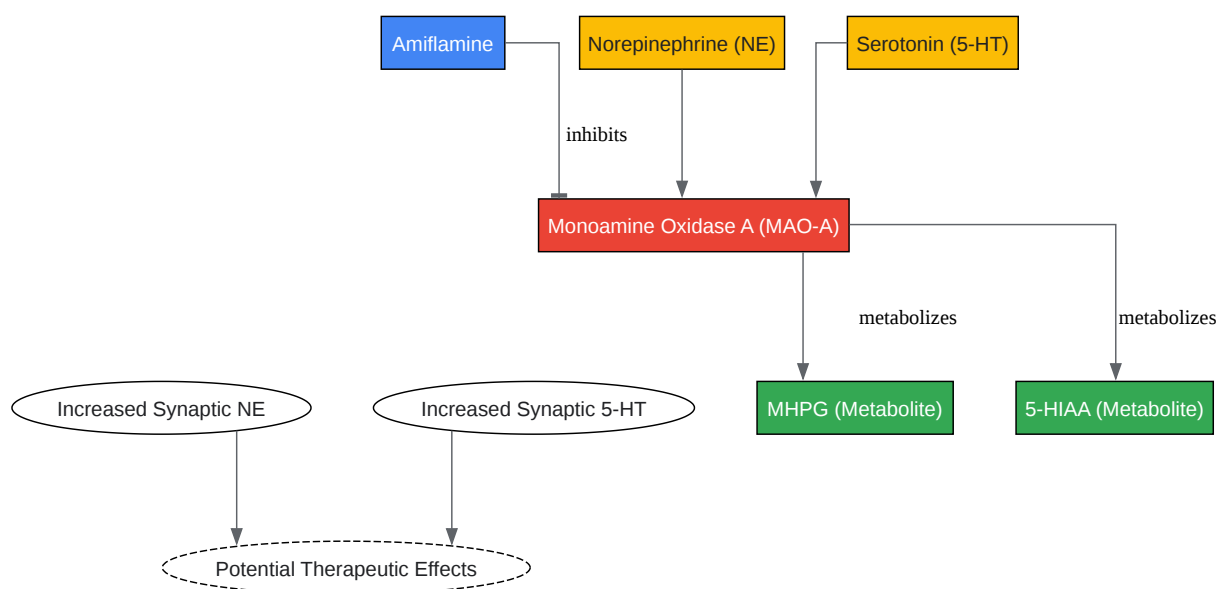 Amiflamine
Norepinephrine (NE)
Serotonin (5-HT)
inhibits
Monoamine Oxidase A (MAO-A)
metabolizes
metabolizes
Increased Synaptic NE
Increased Synaptic 5-HT
MHPG (Metabolite)
5-HIAA (Metabolite)
Potential Therapeutic Effects